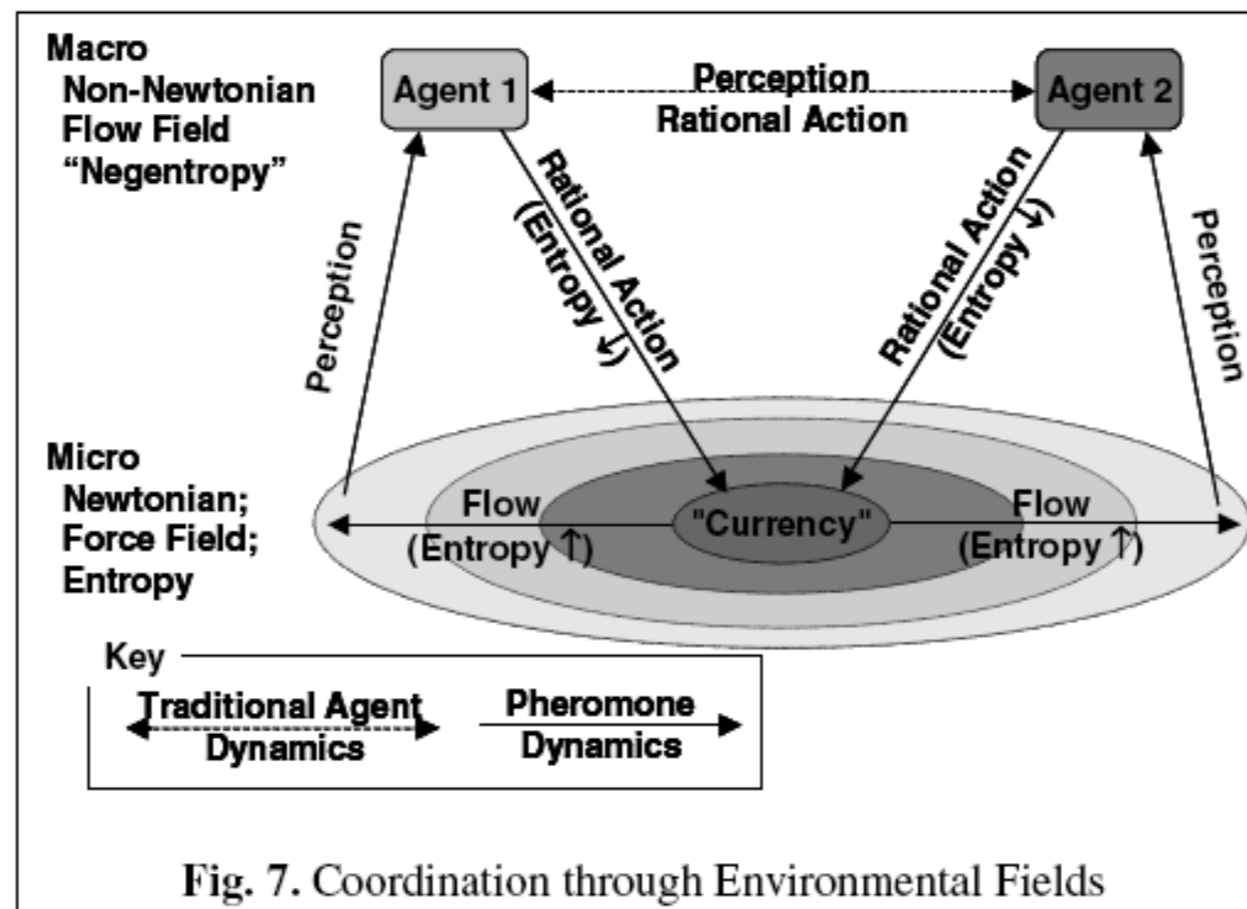 Macro
Non-Newtonian
Flow Field
“Negentropy”
Agent 1
Perception
Rational Action
Agent 2
Perception
Rational Action
(Entropy ↓)
Rational Action
(Entropy ↓)
Perception
Micro
Newtonian;
Force Field;
Entropy
Flow
(Entropy ↑)
"Currency"
Flow
(Entropy ↑)
Key
Traditional Agent
Dynamics
Pheromone
Dynamics
Fig. 7. Coordination through Environmental Fields